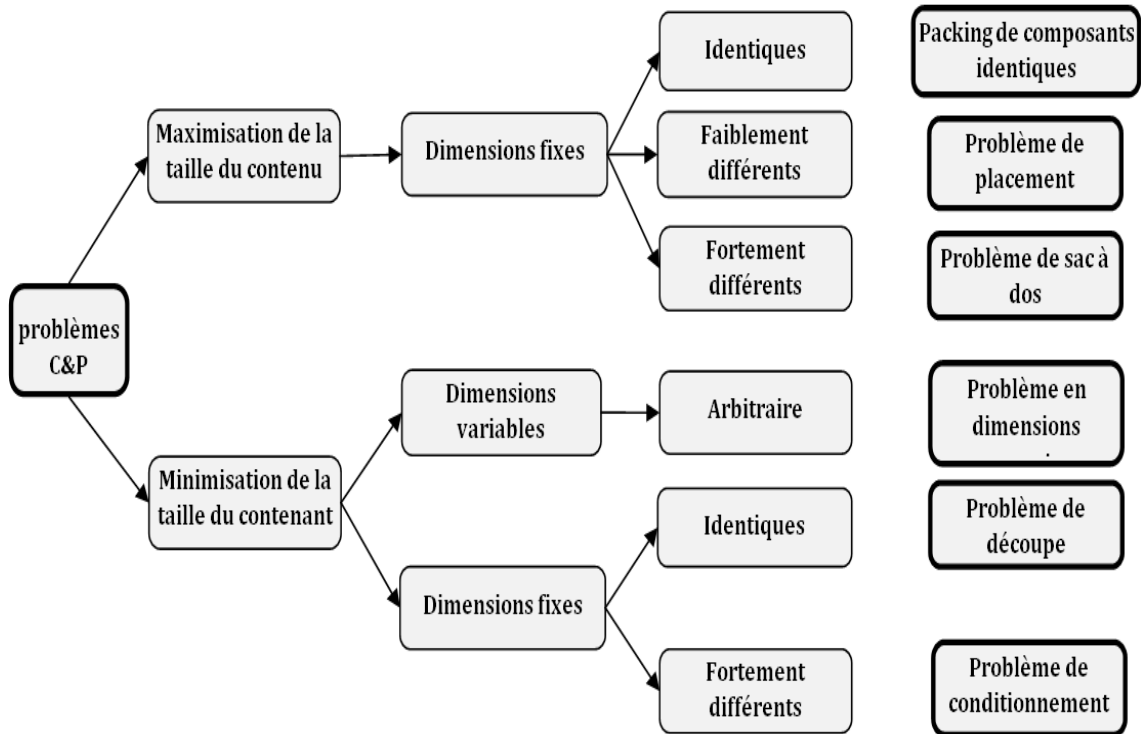 Identiques
Packing de composants
identiques
Maximisation de la
taille du contenu
Dimensions fixes
Faiblement
différents
Problème de
placement
Fortement
différents
Problème de sac à
dos
problèmes
C&P
Dimensions
variables
Arbitraire
Problème en
dimensions
.
Minimisation de la
taille du contenant
Identiques
Problème de
découpe
Dimensions fixes
Fortement
différents
Problème de
conditionnement